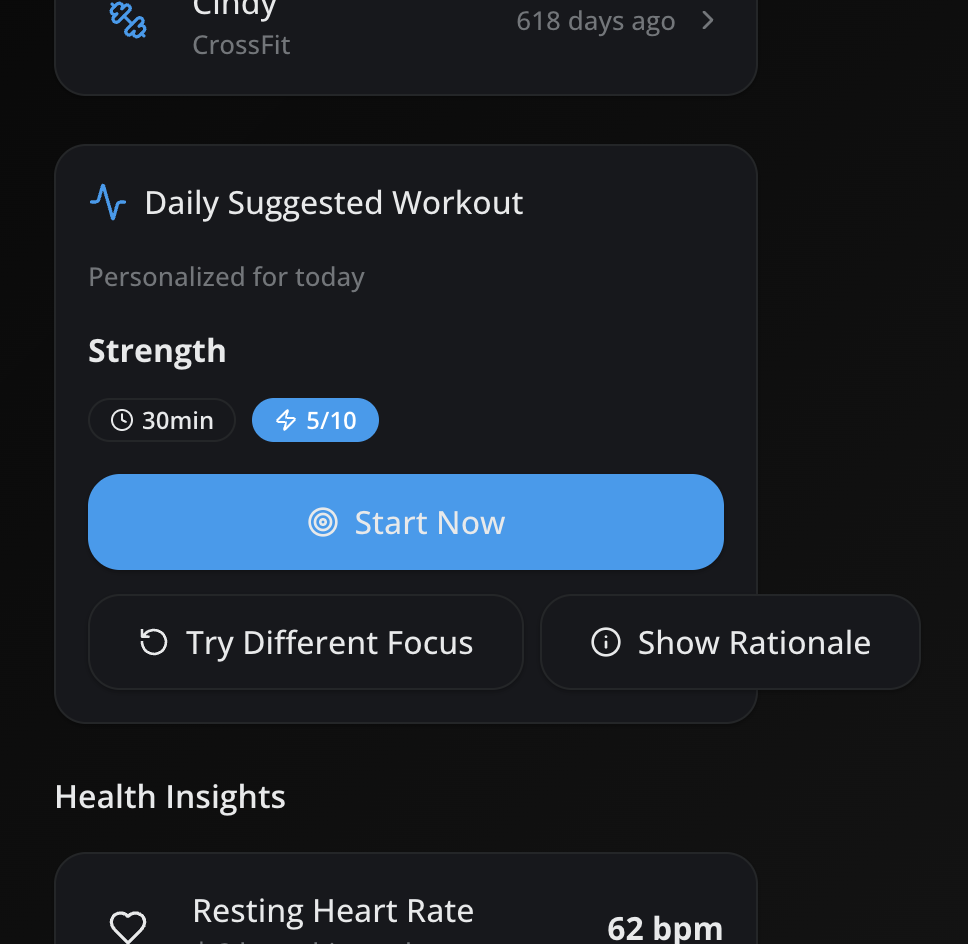 Cindy
618 days ago
CrossFit
Daily Suggested Workout
Personalized for today
Strength
30min
5/10
Start Now
Try Different Focus
Show Rationale
Health Insights
Resting Heart Rate
62 bpm